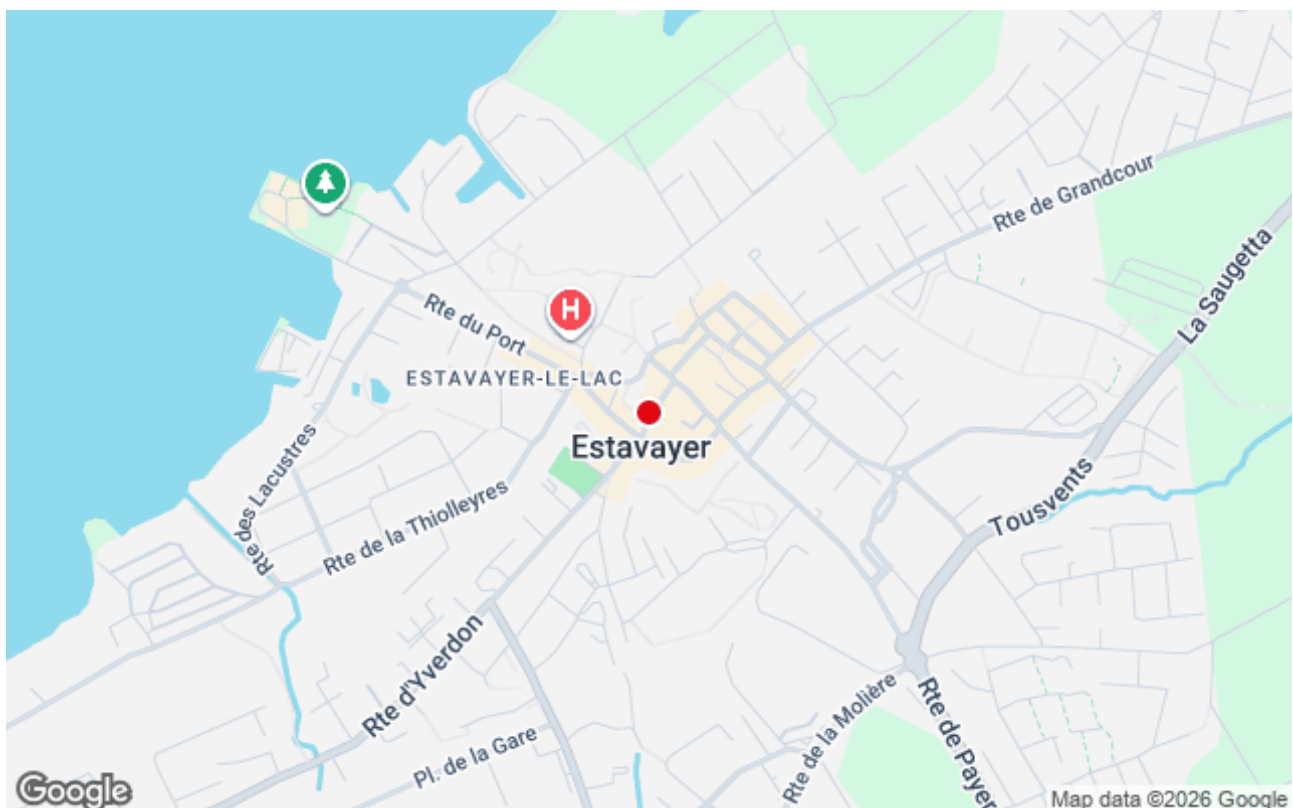 Rte de Grandcour
La Saugetta
Rte du Port
H
ESTAVAYER-LE-LAC
Estavayer
Rte des Lacustres
Rte de la Thiolleyres
Tousvents
Rte d'Yverdon
Rte de la Molière
Rte de Payer
Pl. de la Gare
Google
Map data ©2026 Google